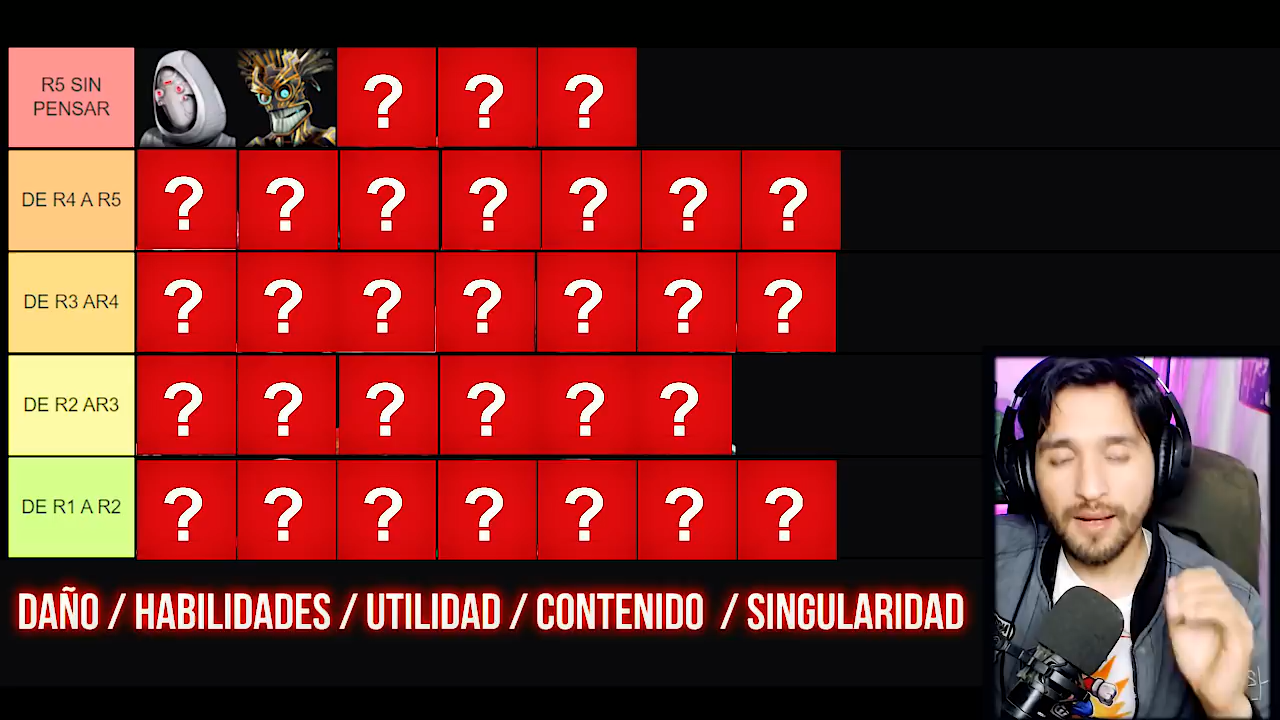 R5 SIN
PENSAR
? ? ?
DE R4 A R5
? ? ? ? ? ? ?
DE R3 AR4
? ? ? ? ? ? ?
DE R2 AR3
? ? ? ? ? ?
DE R1 A R2
? ? ? ? ? ? ?
DAÑO / HABILIDADES / UTILIDAD / CONTENIDO / SINGULARIDAD